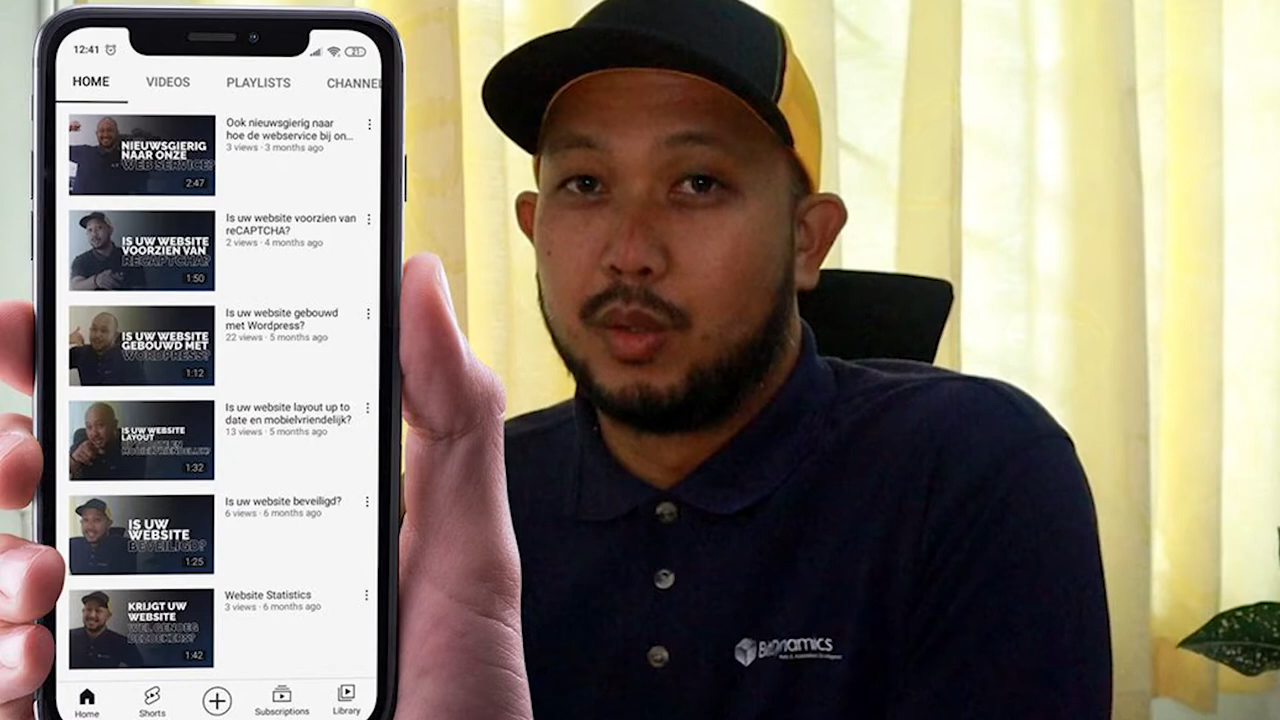 12:41
21
HOME
VIDEOS
PLAYLISTS
CHANNEL
NIEUWSGIERIG
NAAR ONZE
WEB SERVICE?
2:47
Ook nieuwsgierig naar
hoe de webservice bij on...
3 views · 3 months ago
IS UW WEBSITE
VOORZIEN VAN
RECAPTCHA?
1:50
Is uw website voorzien van
reCAPTCHA?
2 views · 4 months ago
IS UW WEBSITE
GEBOUWD MET
WORDPRESS?
1:12
Is uw website gebouwd
met Wordpress?
22 views · 5 months ago
IS UW WEBSITE
LAYOUT
MOBIELVRIENDELIJK?
1:32
Is uw website layout up to
date en mobielvriendelijk?
13 views · 5 months ago
IS UW
WEBSITE
BEVEILIGD?
1:25
Is uw website beveiligd?
6 views · 6 months ago
KRIJGT UW
WEBSITE
WEL GENOEG
BEZOEKERS?
1:42
Website Statistics
3 views · 6 months ago
Home
Shorts
Subscriptions
Library